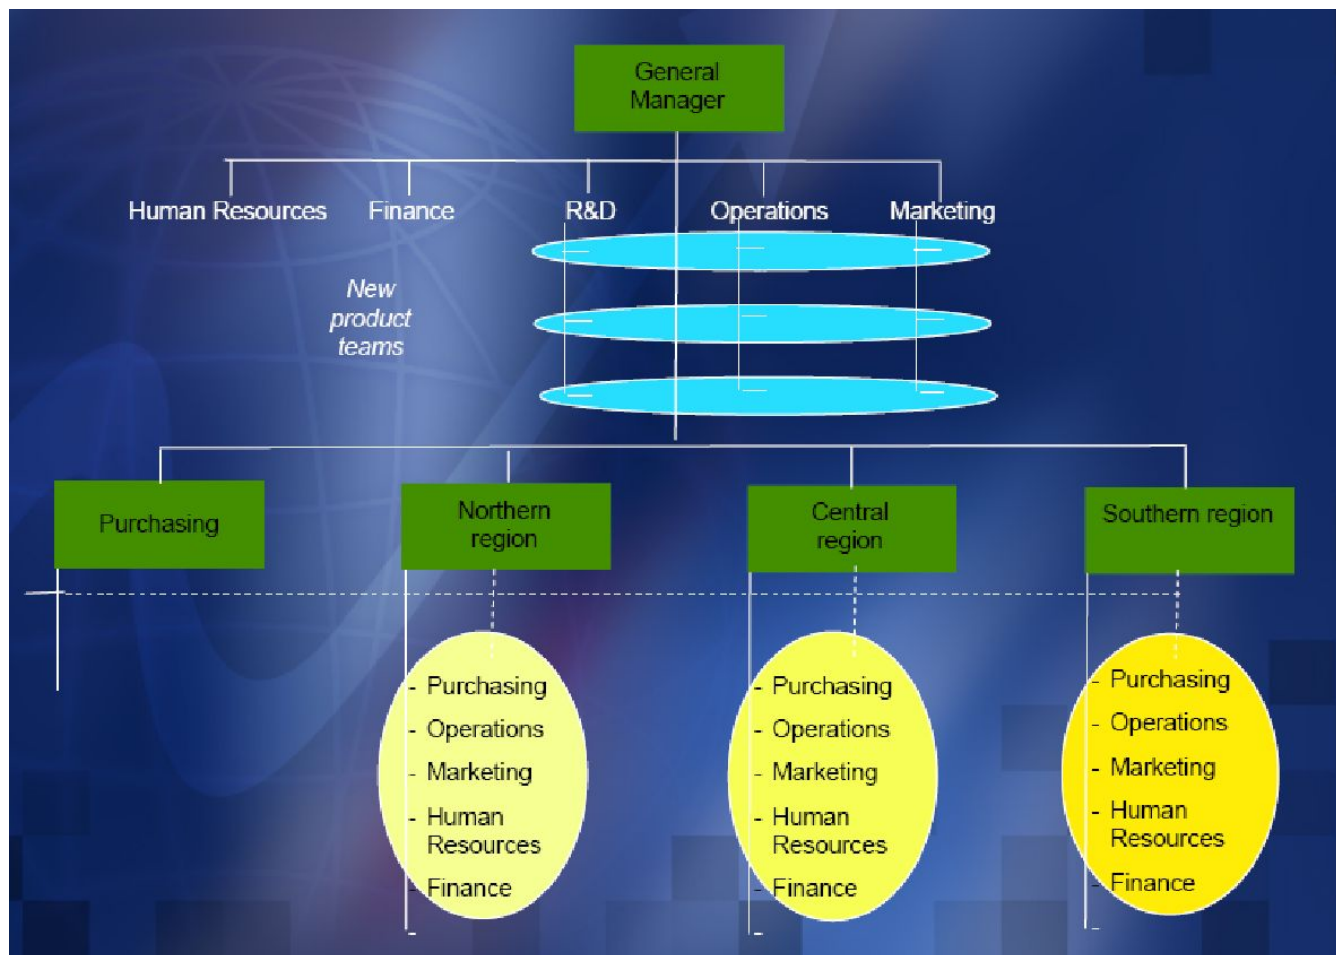 General
Manager
Human Resources
Finance
R&D
Operations
Marketing
New
product
teams
Purchasing
Northern
region
Central
region
Southern region
- Purchasing
- Operations
- Marketing
- Human
Resources
- Finance
- Purchasing
- Operations
- Marketing
- Human
Resources
- Finance
- Purchasing
- Operations
- Marketing
- Human
Resources
- Finance